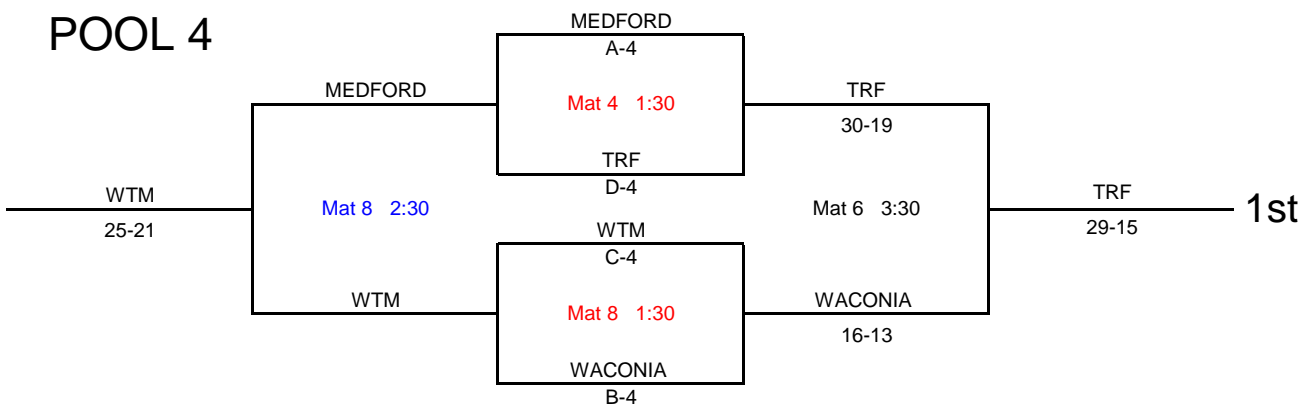 POOL 4
MEDFORD
A-4
MEDFORD
Mat 4 1:30
TRF
30-19
TRF
D-4
WTM
25-21
Mat 8 2:30
Mat 6 3:30
TRF
29-15
1st
WTM
C-4
WTM
Mat 8 1:30
WACONIA
16-13
WACONIA
B-4